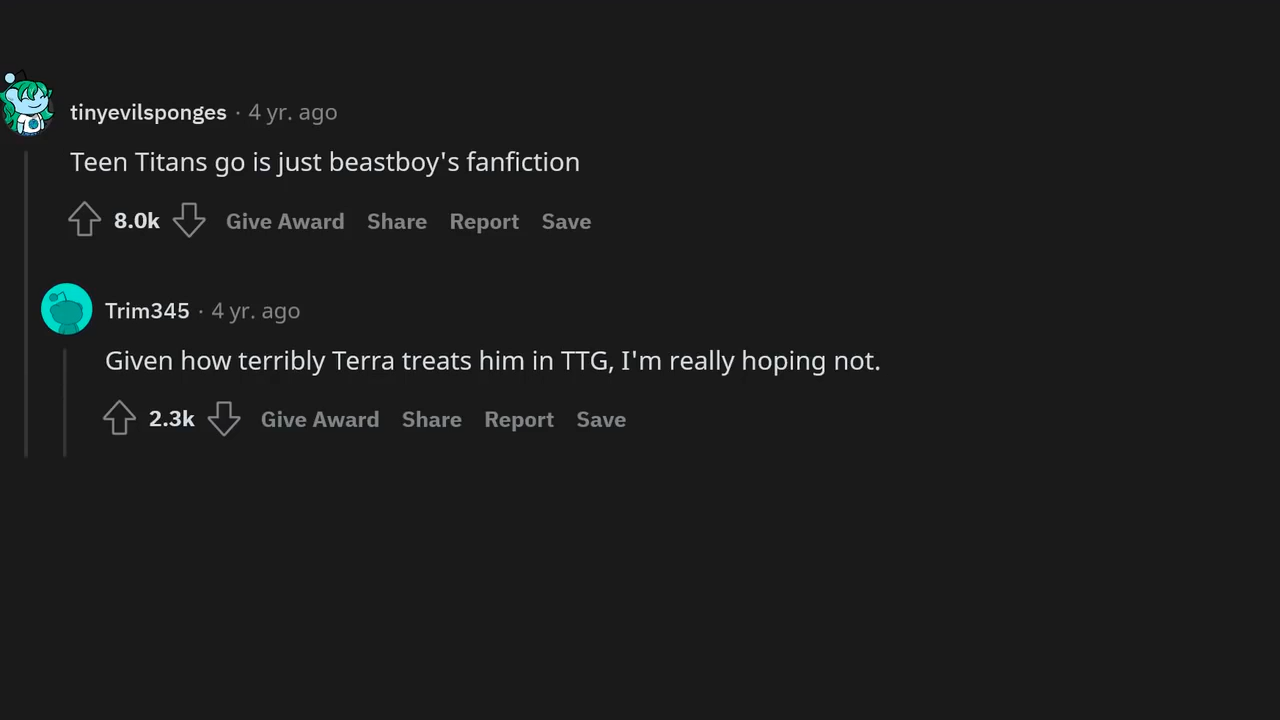 tinyevilsponges · 4 yr. ago
Teen Titans go is just beastboy's fanfiction
8.0k Give Award Share Report Save
Trim345 · 4 yr. ago
Given how terribly Terra treats him in TTG, I'm really hoping not.
2.3k Give Award Share Report Save